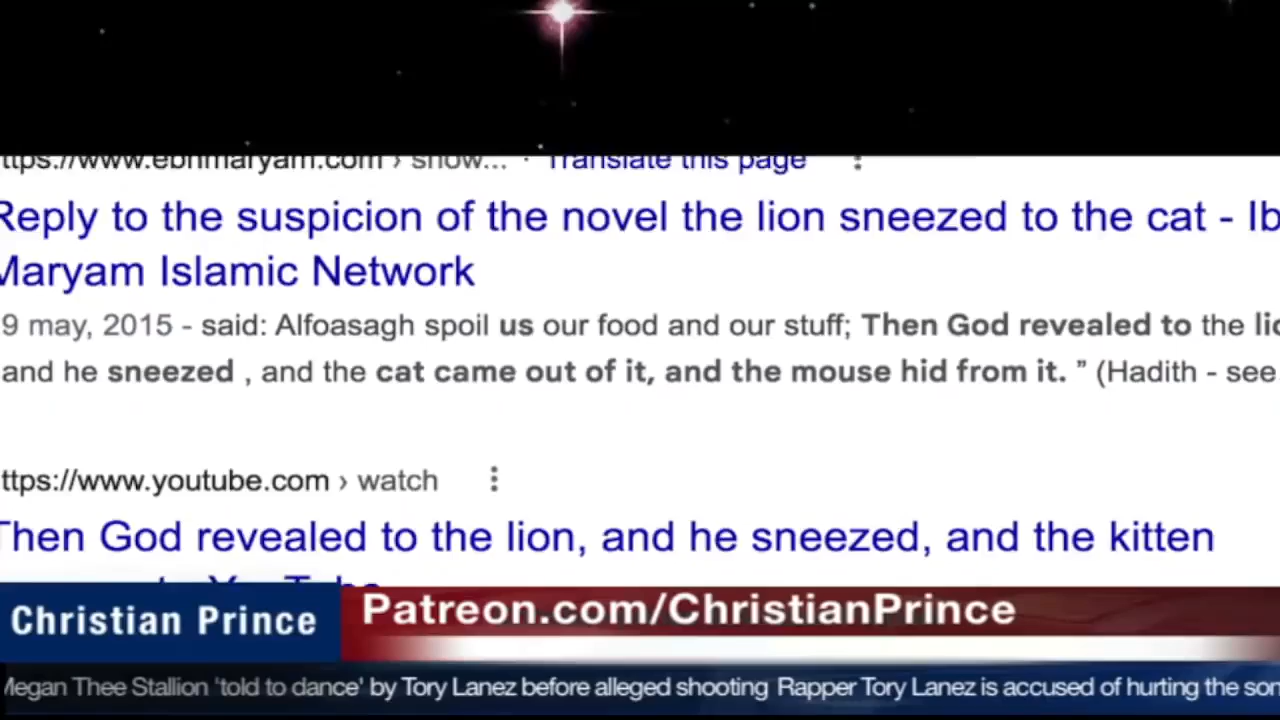 ttps://www.ebnmaryam.com › show... · Translate this page
Reply to the suspicion of the novel the lion sneezed to the cat - Ib
Maryam Islamic Network
9 may, 2015 - said: Alfoasagh spoil us our food and our stuff; Then God revealed to the lio
and he sneezed , and the cat came out of it, and the mouse hid from it. ” (Hadith - see
ttps://www.youtube.com › watch
Then God revealed to the lion, and he sneezed, and the kitten
YouTube
Christian Prince
Patreon.com/ChristianPrince
Megan Thee Stallion 'told to dance' by Tory Lanez before alleged shooting Rapper Tory Lanez is accused of hurting the son